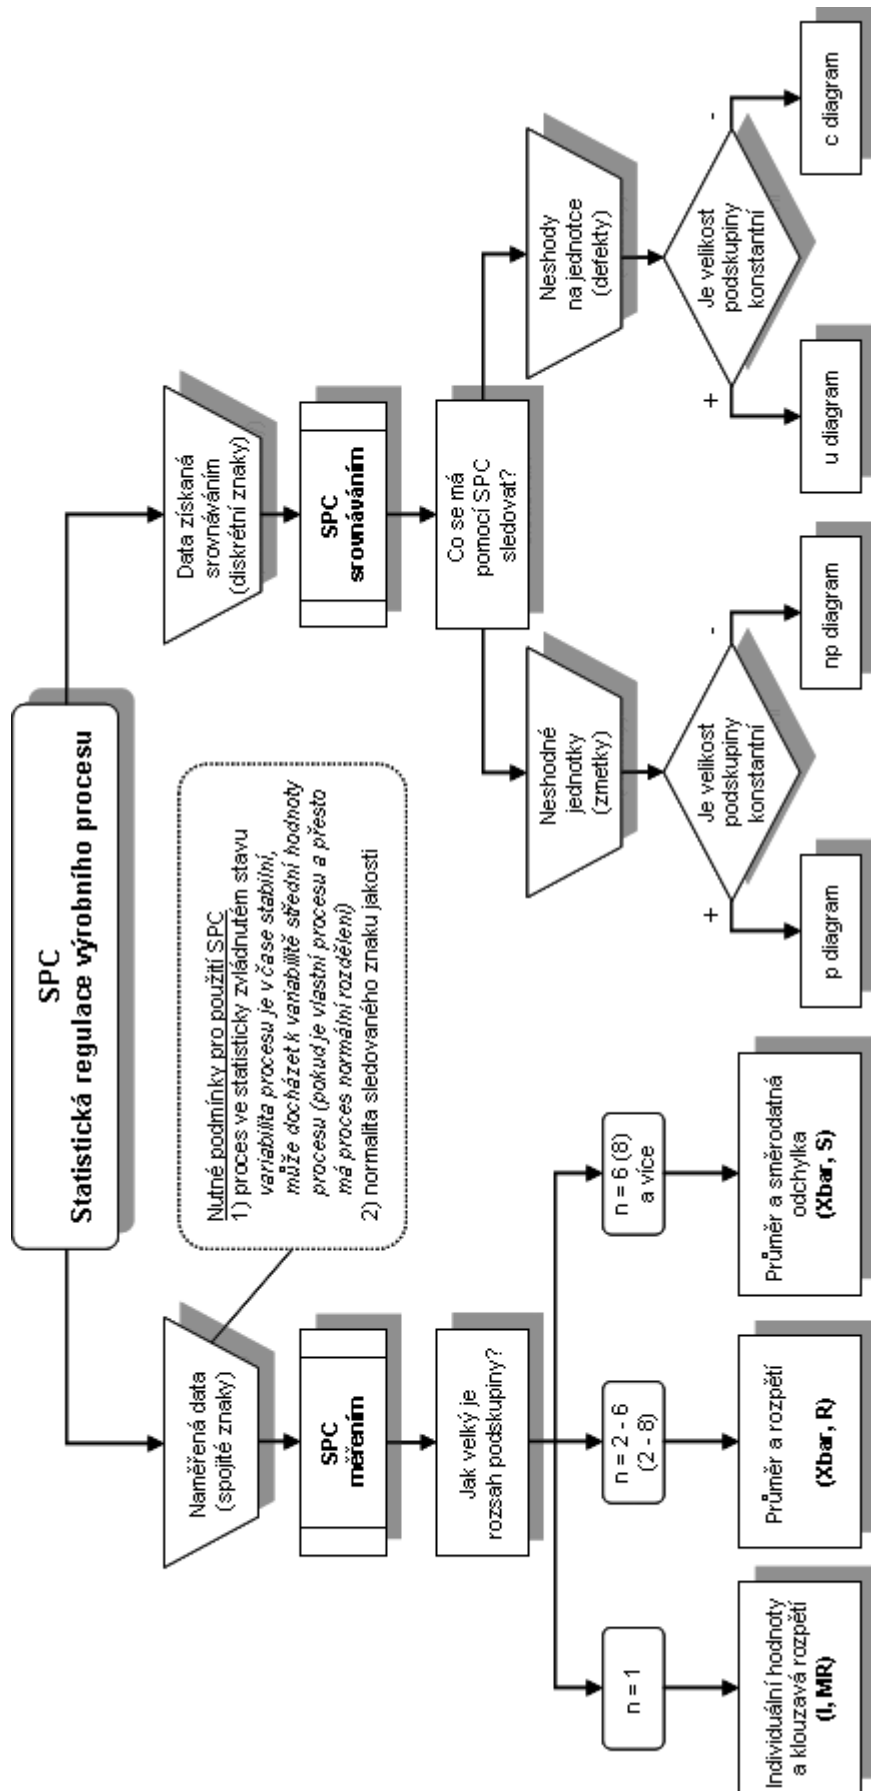 SPC
Statistická regulace výrobního procesu
Nutné podmínky pro použití SPC
1) proces ve statisticky zvládnutém stavu
variabilita procesu je v čase stabilní,
může docházet k variabilitě střední hodnoty
procesu (pokud je vlastní procesu a přesto
má proces normální rozdělení)
2) normalita sledovaného znaku jakosti
Naměřená data
(spojité znaky)
SPC
měřením
Jak velký je
rozsah podskupiny?
n = 1
n = 2 - 6
(2 - 8)
n = 6 (8)
a více
Individuální hodnoty
a klouzavá rozpětí
(I, MR)
Průměr a rozpětí
(Xbar, R)
Průměr a směrodatná
odchylka
(Xbar, S)
Data získaná
srovnáváním
(diskrétní znaky)
SPC
srovnáváním
Co se má
pomocí SPC
sledovat?
Neshodné
jednotky
(zmetky)
Je velikost
podskupiny
konstantní
+
-
p diagram
np diagram
Neshody
na jednotce
(defekty)
Je velikost
podskupiny
konstantní
+
-
u diagram
c diagram